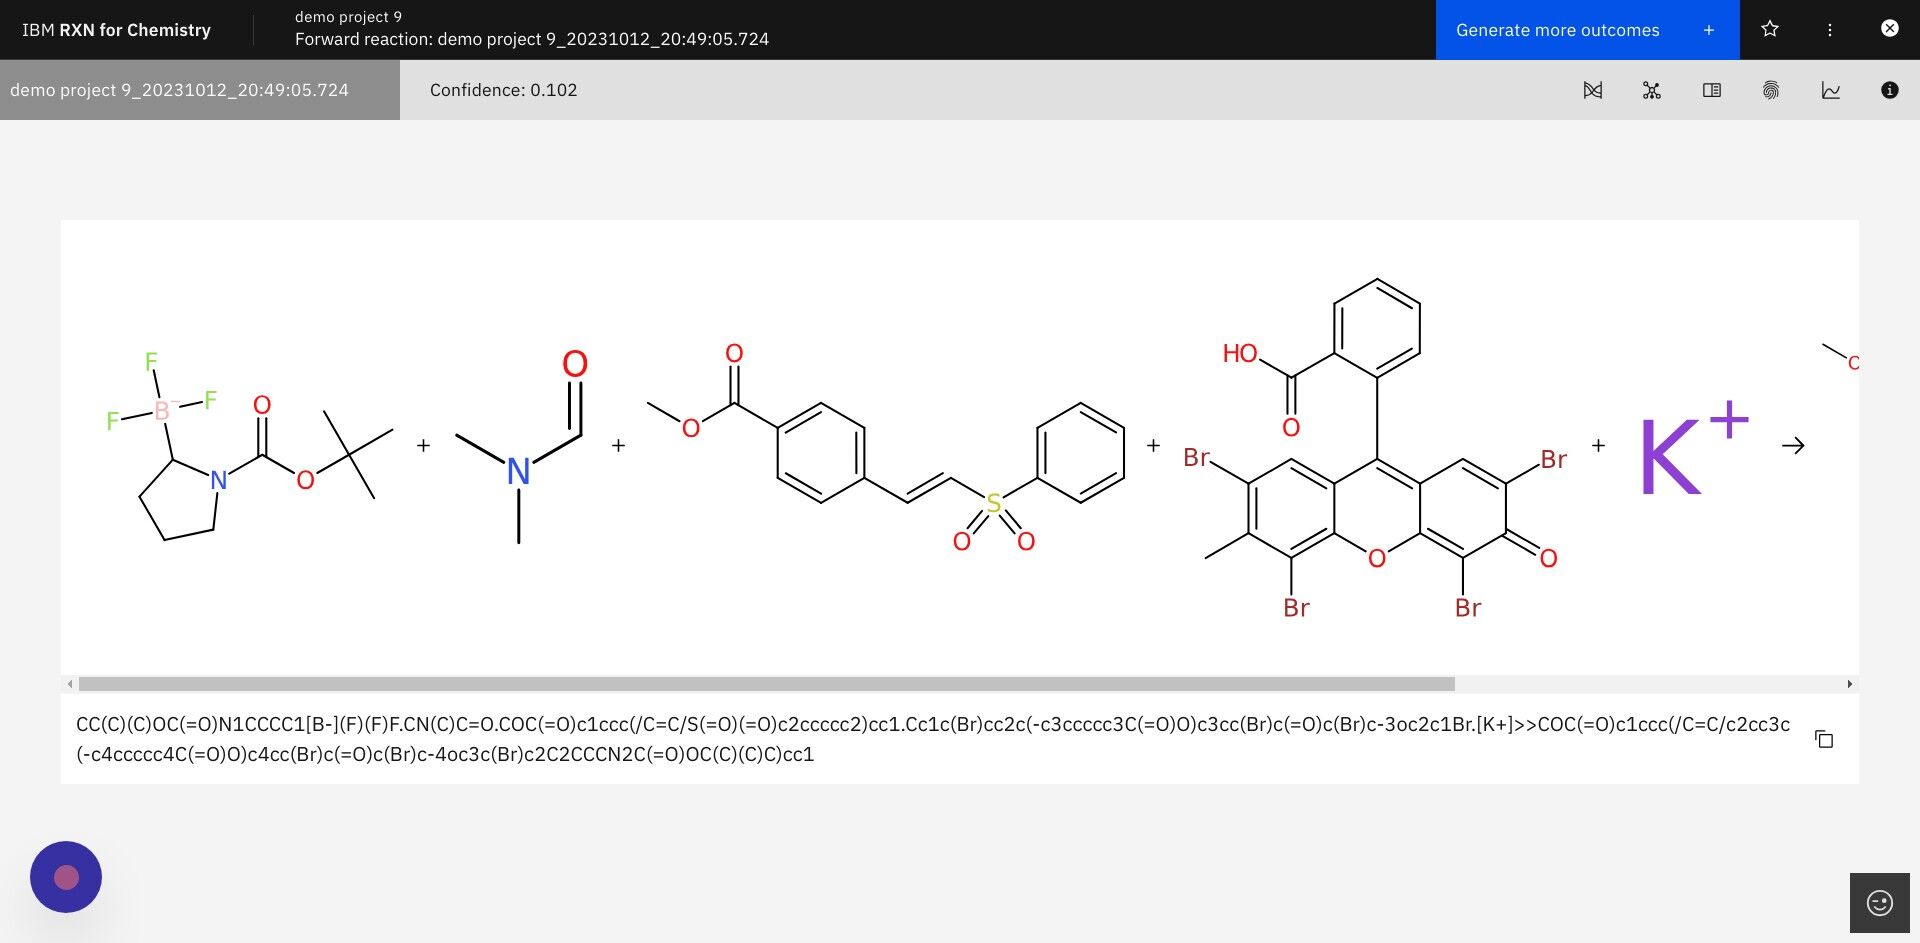 IBM RXN for Chemistry
demo project 9
Forward reaction: demo project 9_20231012_20:49:05.724
Generate more outcomes +
demo project 9_20231012_20:49:05.724
Confidence: 0.102
HO
O
O
F
F
B⁻
F
O
N
O
+
N
+
O
O
S
O
O
+
Br
Br
O
O
Br
Br
+
K⁺
→
O
CC(C)(C)OC(=O)N1CCCC1[B-](F)(F)F.CN(C)C=O.COC(=O)c1ccc(/C=C/S(=O)(=O)c2ccccc2)cc1.Cc1c(Br)cc2c(-c3ccccc3C(=O)O)c3cc(Br)c(=O)c(Br)c-3oc2c1Br.[K+]>>COC(=O)c1ccc(/C=C/c2cc3c
(-c4ccccc4C(=O)O)c4cc(Br)c(=O)c(Br)c-4oc3c(Br)c2C2CCCN2C(=O)OC(C)(C)C)cc1